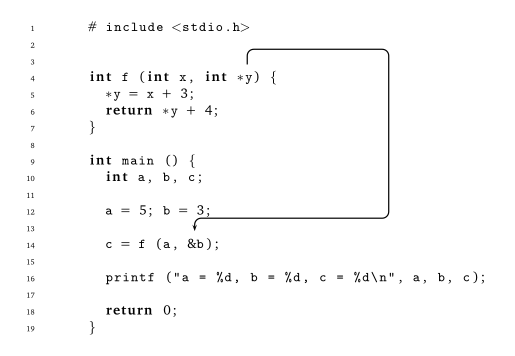 1 # include <stdio.h>
2
3
4 int f (int x, int *y) {
5 *y = x + 3;
6 return *y + 4;
7 }
8
9 int main () {
10 int a, b, c;
11
12 a = 5; b = 3;
13
14 c = f (a, &b);
15
16 printf ("a = %d, b = %d, c = %d\n", a, b, c);
17
18 return 0;
19 }